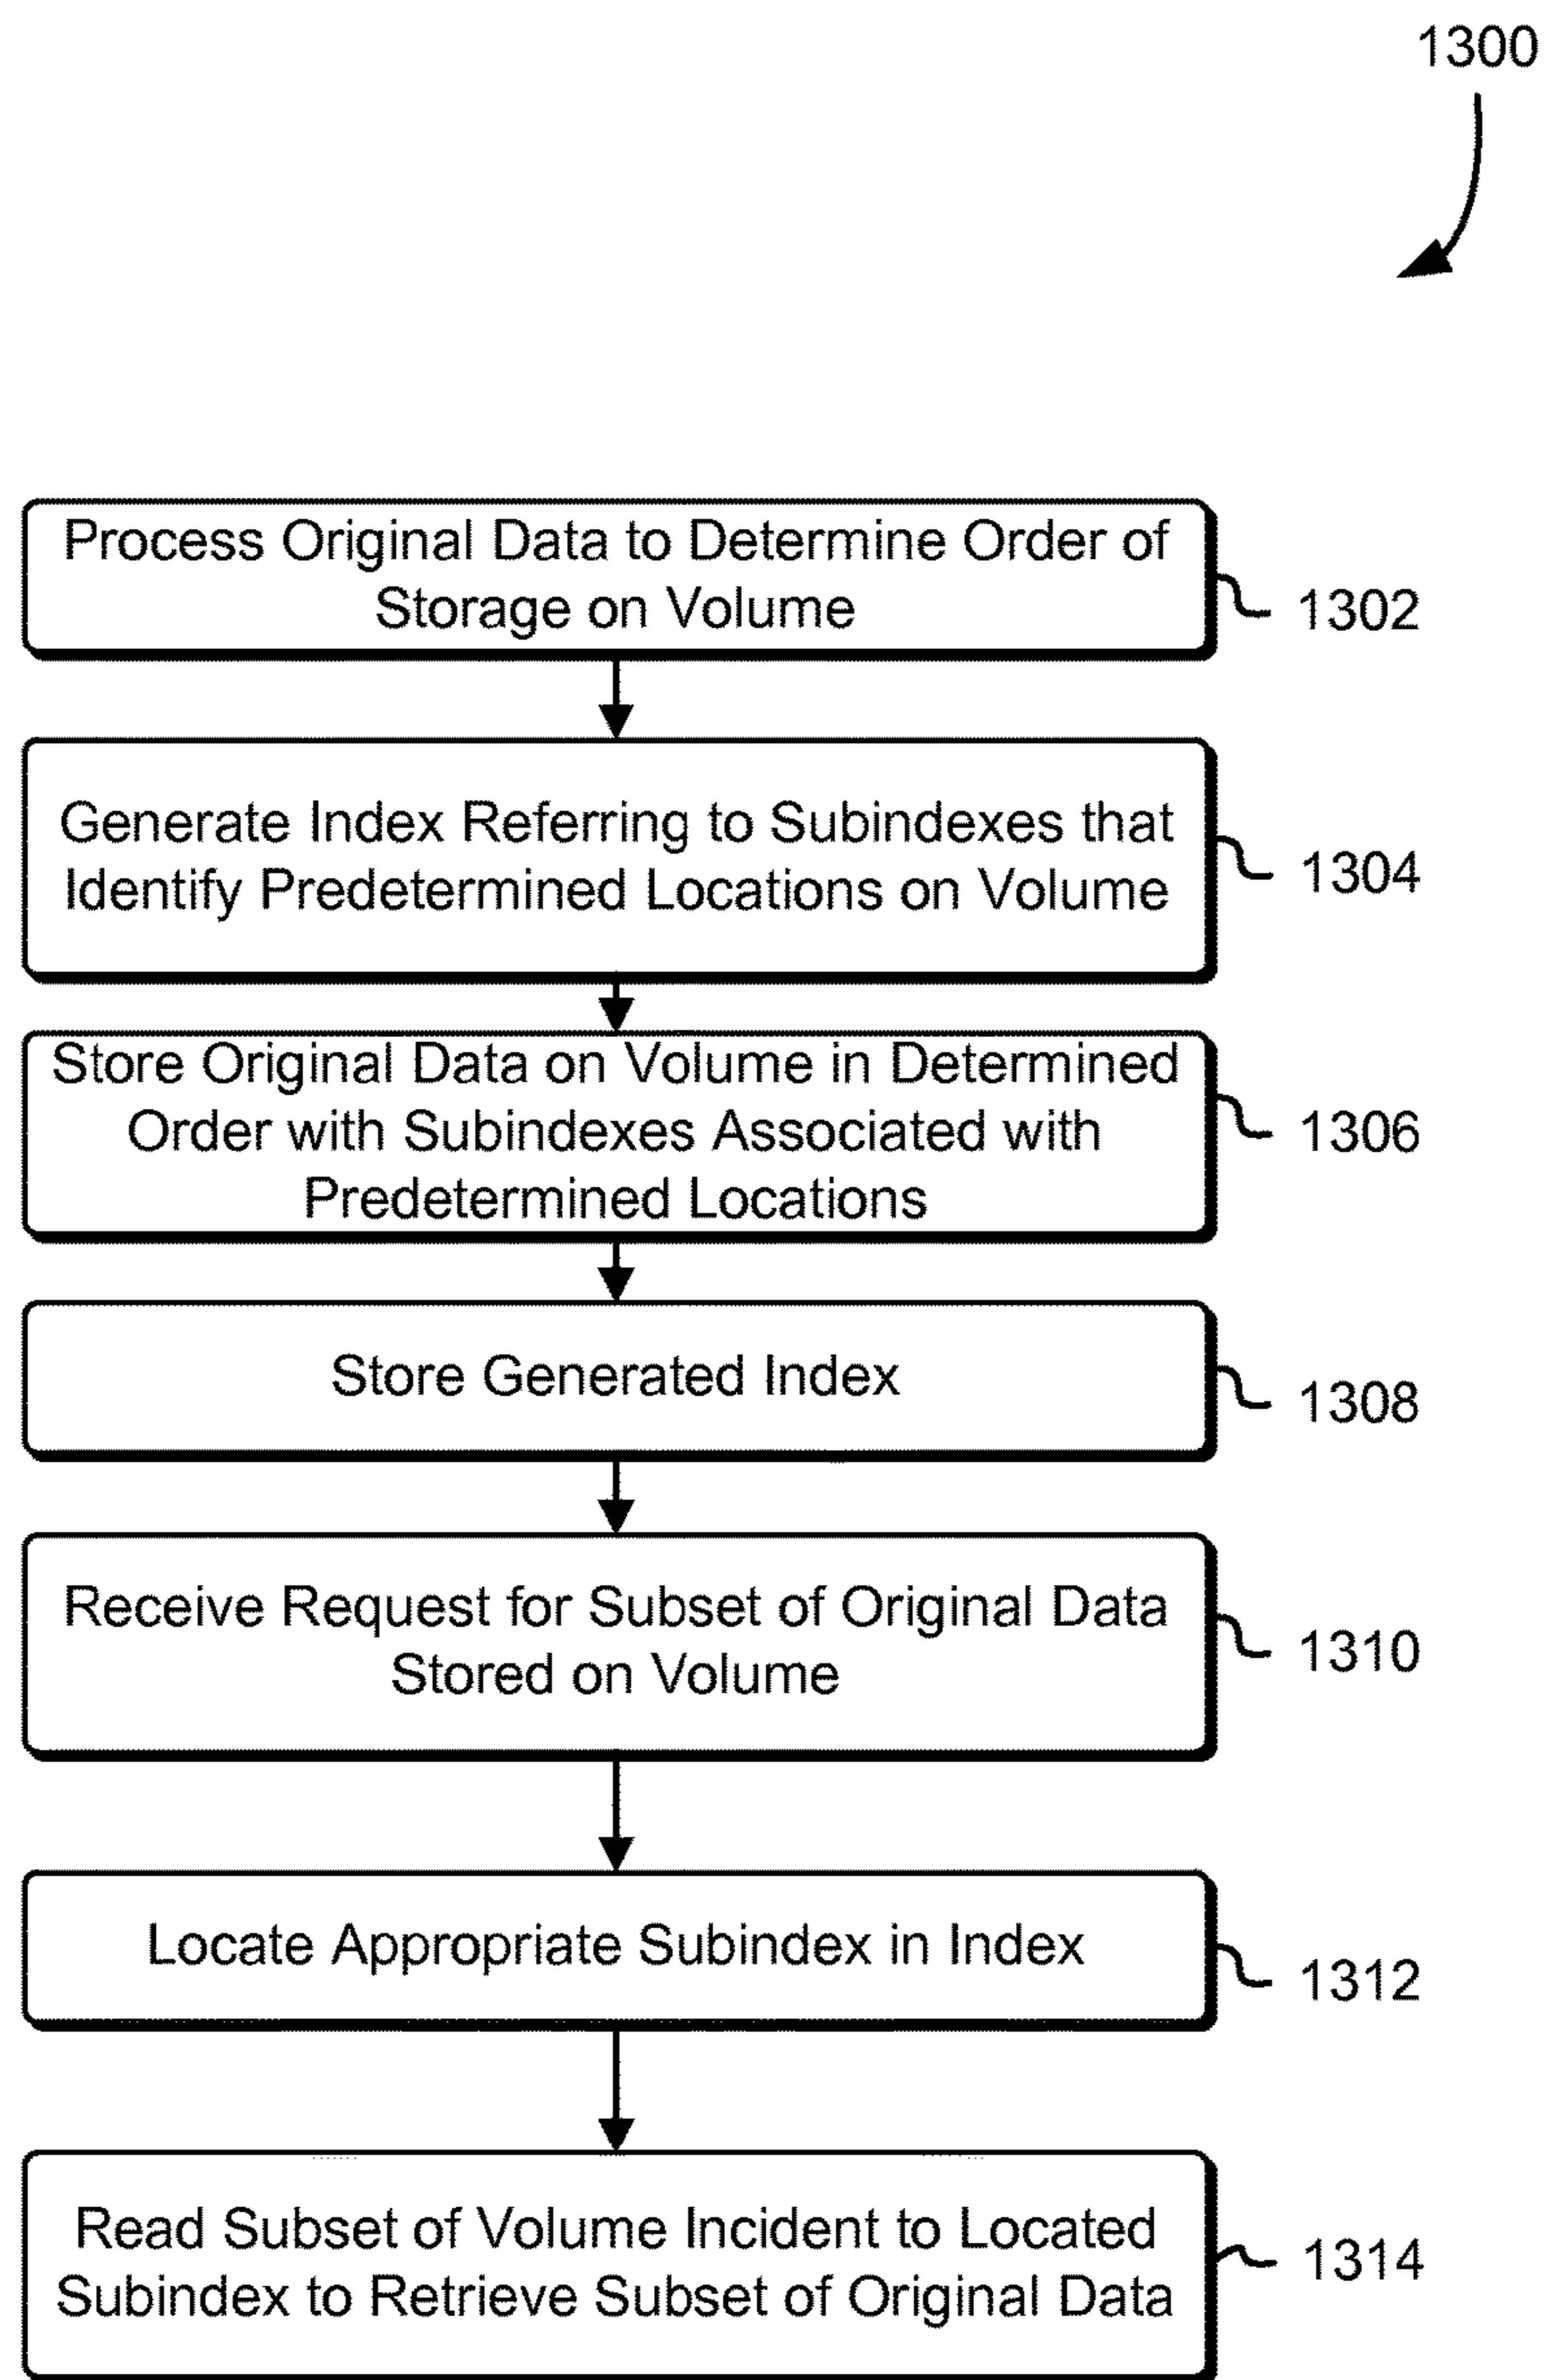 1300
Process Original Data to Determine Order of
Storage on Volume
1302
Generate Index Referring to Subindexes that
Identify Predetermined Locations on Volume
1304
Store Original Data on Volume in Determined
Order with Subindexes Associated with
Predetermined Locations
1306
Store Generated Index
1308
Receive Request for Subset of Original Data
Stored on Volume
1310
Locate Appropriate Subindex in Index
1312
Read Subset of Volume Incident to Located
Subindex to Retrieve Subset of Original Data
1314